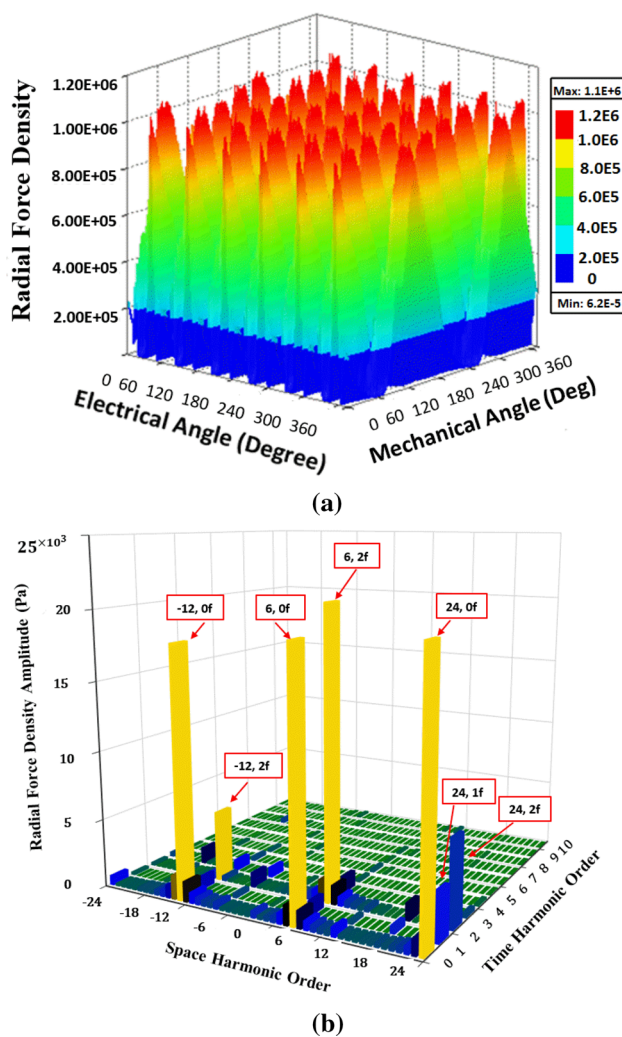 1.20E+06
1.00E+06
8.00E+05
6.00E+05
4.00E+05
2.00E+05
Radial Force Density
0 60 120 180 240 300 360
Electrical Angle (Degree)
0 60 120 180 240 300 360
Mechanical Angle (Deg)
Max: 1.1E+6
1.2E6
1.0E6
8.0E5
6.0E5
4.0E5
2.0E5
0
Min: 6.2E-5
(a)
25×10³
20
15
10
5
0
Radial Force Density Amplitude (Pa)
-12, 0f
6, 0f
6, 2f
24, 0f
-12, 2f
24, 1f
24, 2f
-24 -18 -12 -6 0 6 12 18 24
Space Harmonic Order
0 1 2 3 4 5 6 7 8 9 10
Time Harmonic Order
(b)